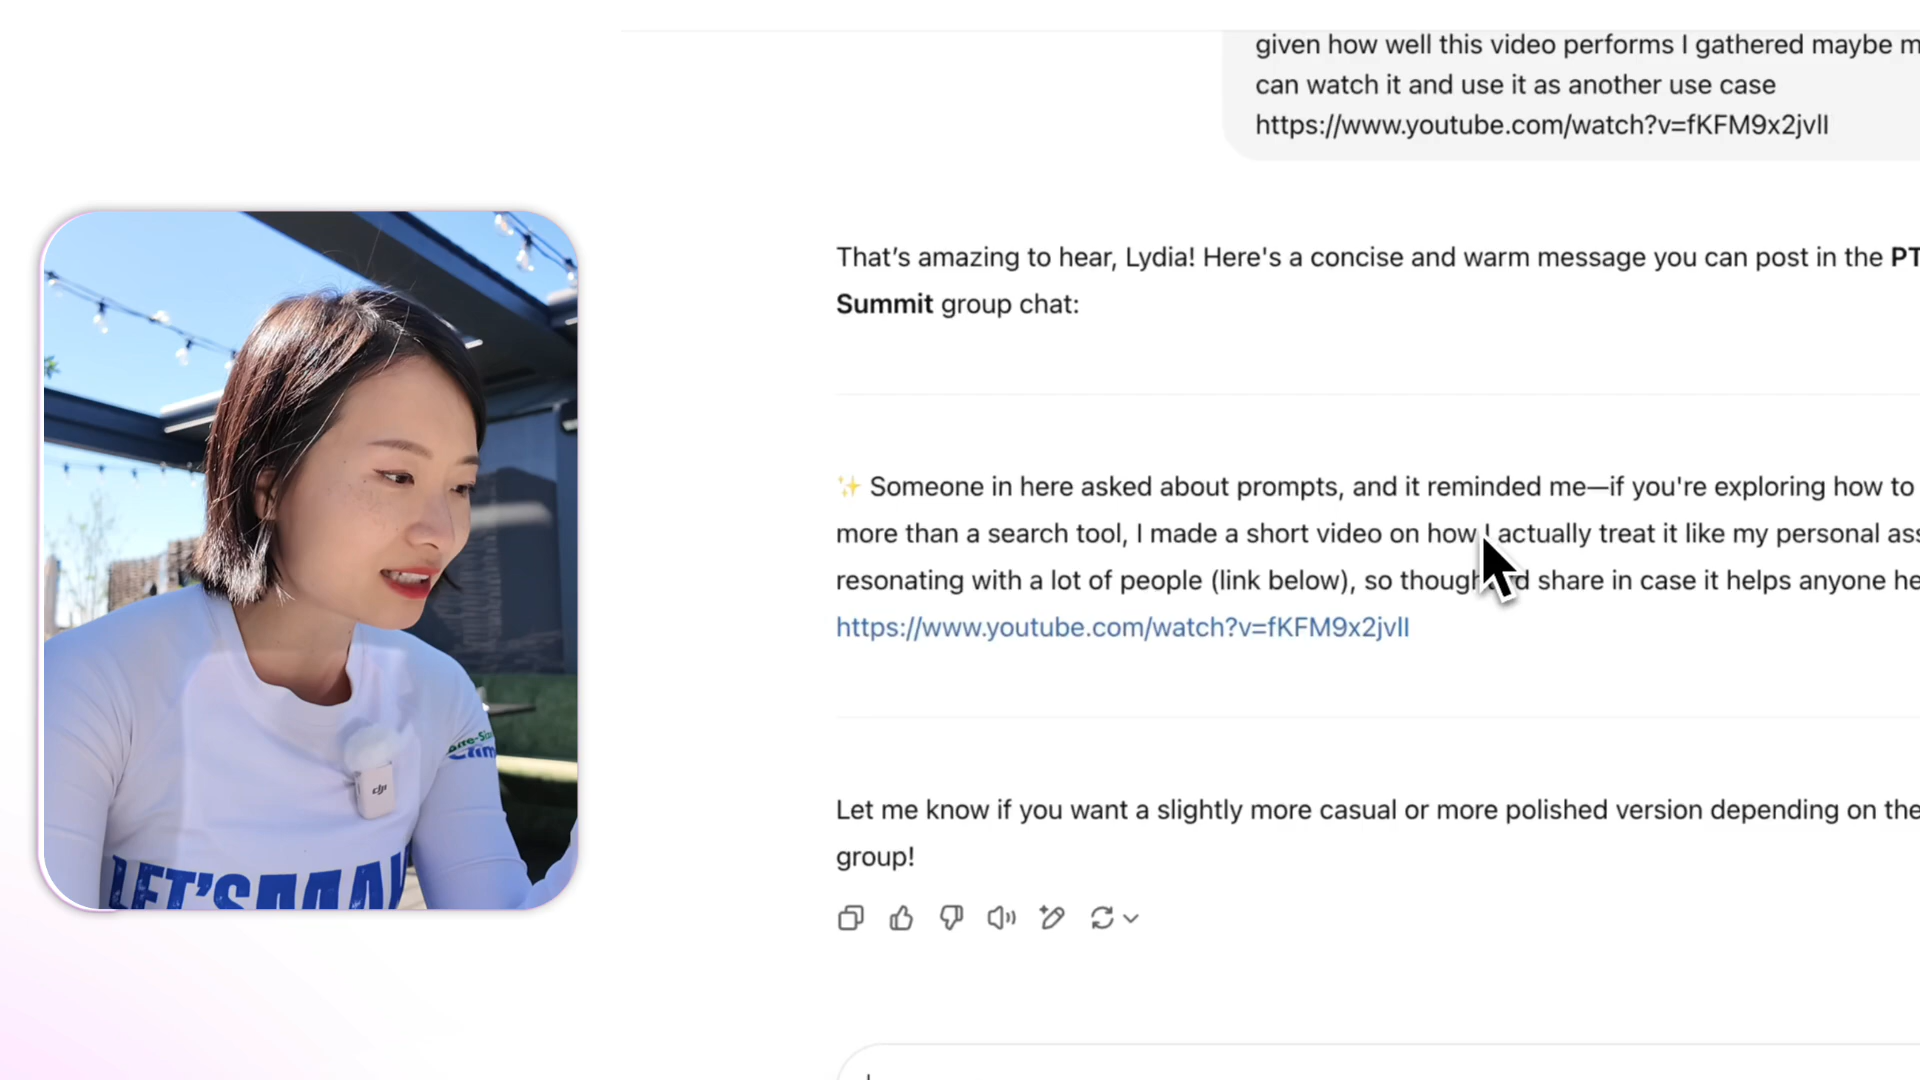 given how well this video performs I gathered maybe m
can watch it and use it as another use case
https://www.youtube.com/watch?v=fKFM9x2jvlI
That's amazing to hear, Lydia! Here's a concise and warm message you can post in the PT
Summit group chat:
✨ Someone in here asked about prompts, and it reminded me—if you're exploring how to
more than a search tool, I made a short video on how I actually treat it like my personal ass
resonating with a lot of people (link below), so though d share in case it helps anyone he
https://www.youtube.com/watch?v=fKFM9x2jvlI
Let me know if you want a slightly more casual or more polished version depending on the
group!
dji
LET'S